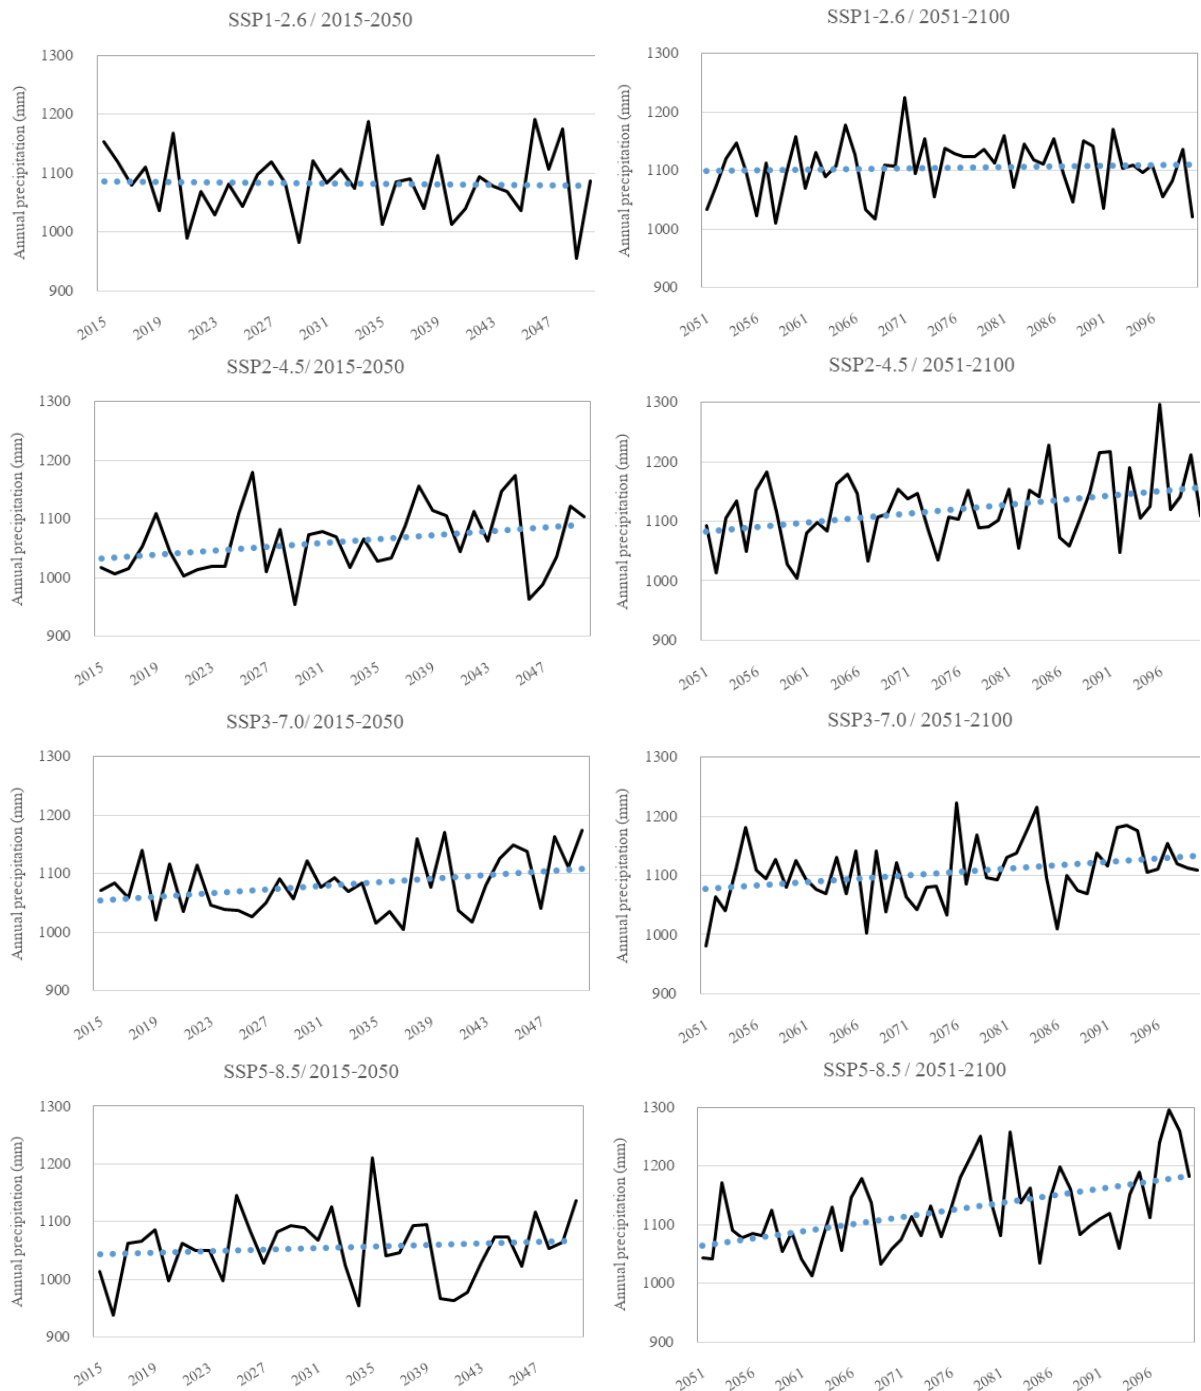 SSP1-2.6 / 2015-2050
Annual precipitation (mm)
1300
1200
1100
1000
900
2015 2019 2023 2027 2031 2035 2039 2043 2047
SSP1-2.6 / 2051-2100
Annual precipitation (mm)
1300
1200
1100
1000
900
2051 2056 2061 2066 2071 2076 2081 2086 2091 2096
SSP2-4.5/ 2015-2050
Annual precipitation (mm)
1300
1200
1100
1000
900
2015 2019 2023 2027 2031 2035 2039 2043 2047
SSP2-4.5 / 2051-2100
Annual precipitation (mm)
1300
1200
1100
1000
900
2051 2056 2061 2066 2071 2076 2081 2086 2091 2096
SSP3-7.0/ 2015-2050
Annual precipitation (mm)
1300
1200
1100
1000
900
2015 2019 2023 2027 2031 2035 2039 2043 2047
SSP3-7.0 / 2051-2100
Annual precipitation (mm)
1300
1200
1100
1000
900
2051 2056 2061 2066 2071 2076 2081 2086 2091 2096
SSP5-8.5/ 2015-2050
Annual precipitation (mm)
1300
1200
1100
1000
900
2015 2019 2023 2027 2031 2035 2039 2043 2047
SSP5-8.5 / 2051-2100
Annual precipitation (mm)
1300
1200
1100
1000
900
2051 2056 2061 2066 2071 2076 2081 2086 2091 2096